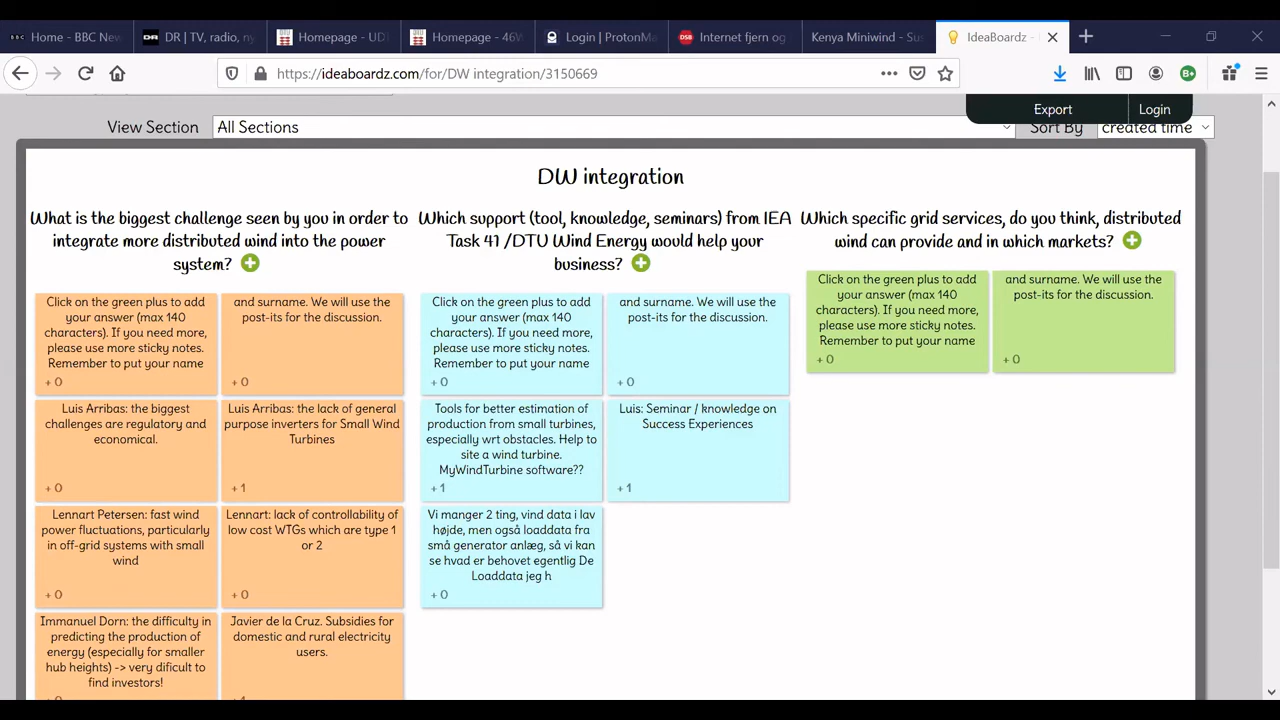 Home - BBC New
DR | TV, radio, ny
Homepage - UD
Homepage - 46W
Login | ProtonMa
Internet fjern og
Kenya Miniwind - Sus
IdeaBoardz -
https://ideaboardz.com/for/DW integration/3150669
Export
Login
View Section
All Sections
Sort By
created time
DW integration
What is the biggest challenge seen by you in order to
integrate more distributed wind into the power
system?
Click on the green plus to add
your answer (max 140
characters). If you need more,
please use more sticky notes.
Remember to put your name
+ 0
and surname. We will use the
post-its for the discussion.
+ 0
Luis Arribas: the biggest
challenges are regulatory and
economical.
+ 0
Luis Arribas: the lack of general
purpose inverters for Small Wind
Turbines
+ 1
Lennart Petersen: fast wind
power fluctuations, particularly
in off-grid systems with small
wind
+ 0
Lennart: lack of controllability of
low cost WTGs which are type 1
or 2
+ 0
Immanuel Dorn: the difficulty in
predicting the production of
energy (especially for smaller
hub heights) -> very dificult to
find investors!
Javier de la Cruz. Subsidies for
domestic and rural electricity
users.
Which support (tool, knowledge, seminars) from IEA
Task 41 /DTU Wind Energy would help your
business?
Click on the green plus to add
your answer (max 140
characters). If you need more,
please use more sticky notes.
Remember to put your name
+ 0
and surname. We will use the
post-its for the discussion.
+ 0
Tools for better estimation of
production from small turbines,
especially wrt obstacles. Help to
site a wind turbine.
MyWindTurbine software??
+ 1
Luis: Seminar / knowledge on
Success Experiences
+ 1
Vi manger 2 ting, vind data i lav
højde, men også loaddata fra
små generator anlæg, så vi kan
se hvad er behovet egentlig De
Loaddata jeg h
+ 0
Which specific grid services, do you think, distributed
wind can provide and in which markets?
Click on the green plus to add
your answer (max 140
characters). If you need more,
please use more sticky notes.
Remember to put your name
+ 0
and surname. We will use the
post-its for the discussion.
+ 0